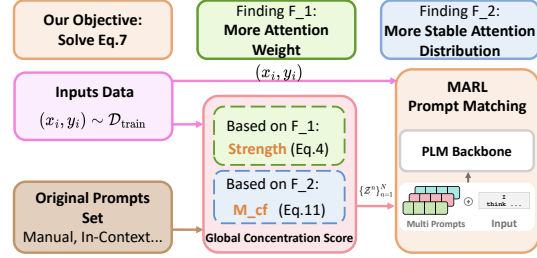 Our Objective:
Solve Eq.7
Finding F_1:
More Attention
Weight
Finding F_2:
More Stable Attention
Distribution
Inputs Data
(x_i, y_i) ∼ D_train
(x_i, y_i)
Original Prompts
Set
Manual, In-Context...
Based on F_1:
Strength (Eq.4)
Based on F_2:
M_cf (Eq.11)
Global Concentration Score
{Z^n}_{n=1}^N
MARL
Prompt Matching
PLM Backbone
I
think ...
Multi Prompts
Input